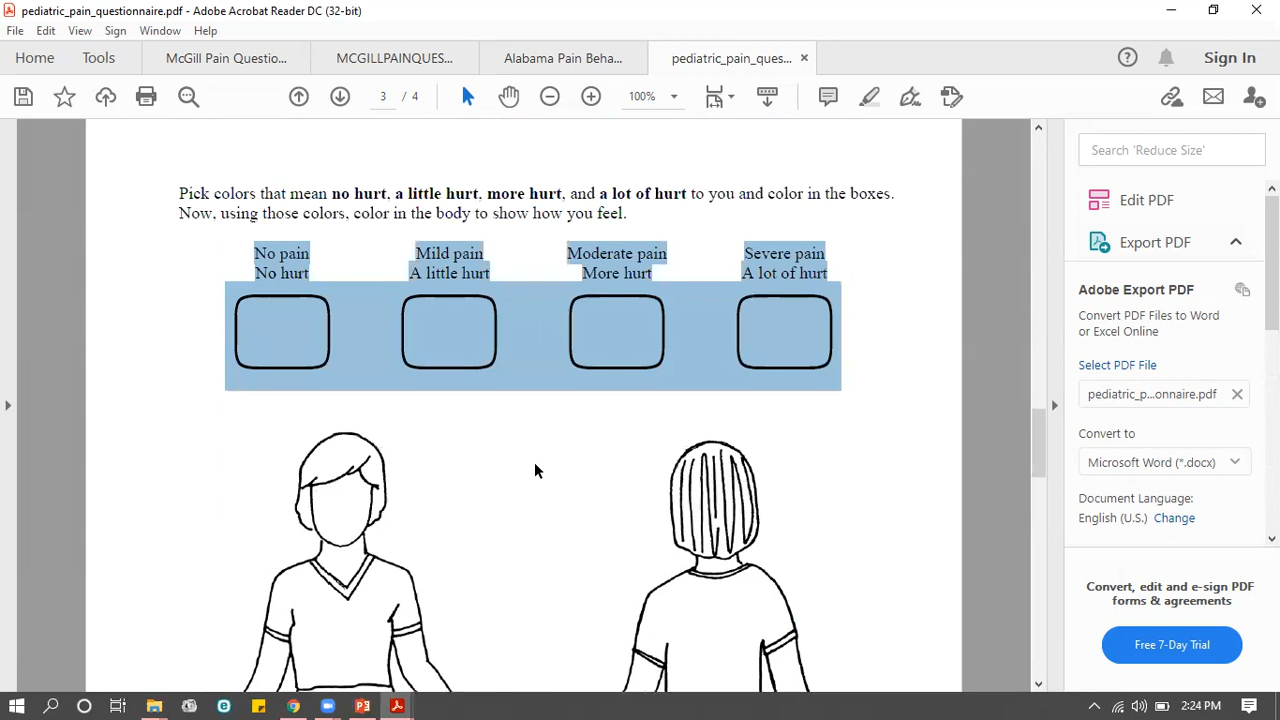 pediatric_pain_questionnaire.pdf - Adobe Acrobat Reader DC (32-bit)
File Edit View Sign Window Help
Home Tools McGill Pain Questio... MCGILLPAINQUES... Alabama Pain Beha... pediatric_pain_ques... Sign In
3 / 4 100%
Search 'Reduce Size'
Pick colors that mean no hurt, a little hurt, more hurt, and a lot of hurt to you and color in the boxes.
Now, using those colors, color in the body to show how you feel.
No pain Mild pain Moderate pain Severe pain
No hurt A little hurt More hurt A lot of hurt
Edit PDF
Export PDF
Adobe Export PDF
Convert PDF Files to Word
or Excel Online
Select PDF File
pediatric_p...onnaire.pdf
Convert to
Microsoft Word (*.docx)
Document Language:
English (U.S.) Change
Convert, edit and e-sign PDF
forms & agreements
Free 7-Day Trial
2:24 PM